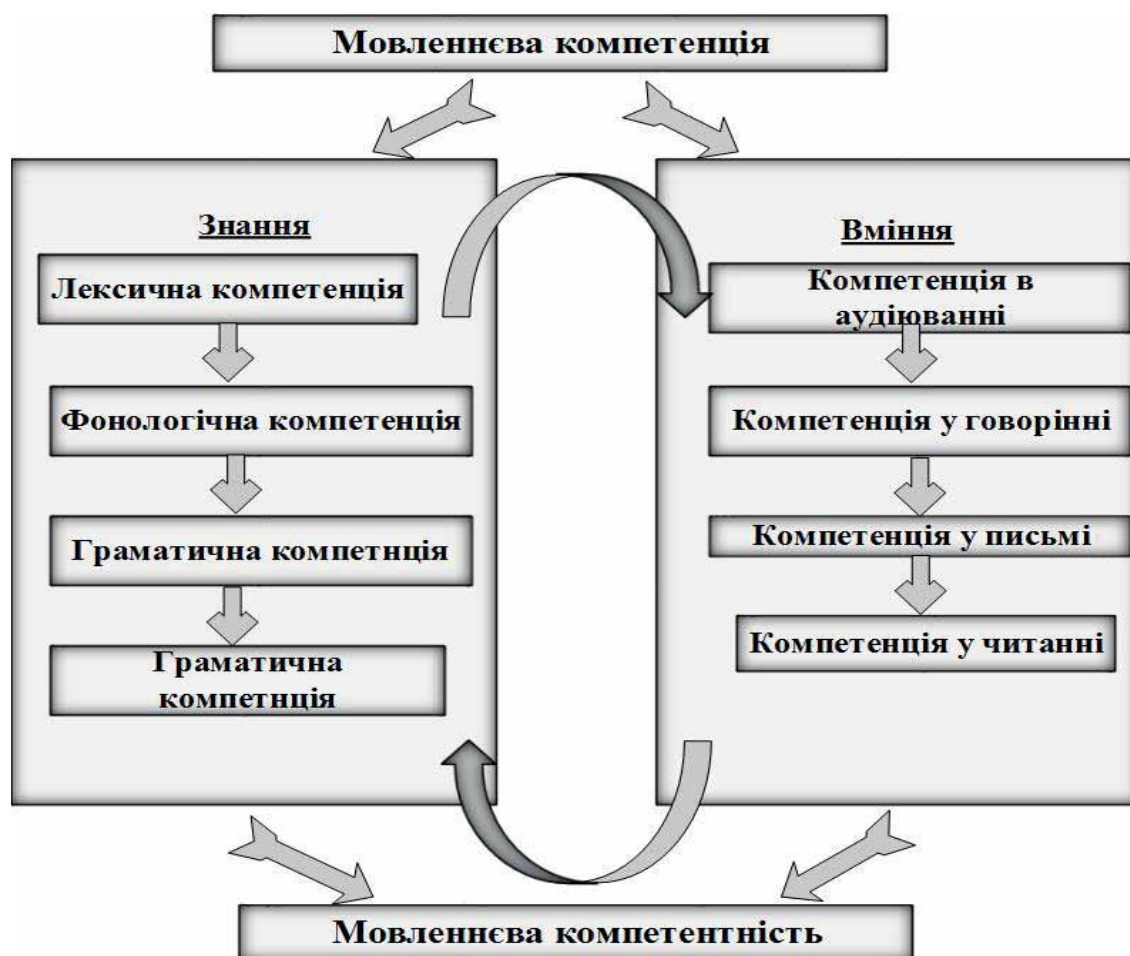 Мовленнєва компетенція
Знання
Лексична компетенція
Фонологічна компетенція
Граматична компетнція
Граматична
компетнція
Вміння
Компетенція в
аудіюванні
Компетенція у говорінні
Компетенція у письмі
Компетенція у читанні
Мовленнєва компетентність